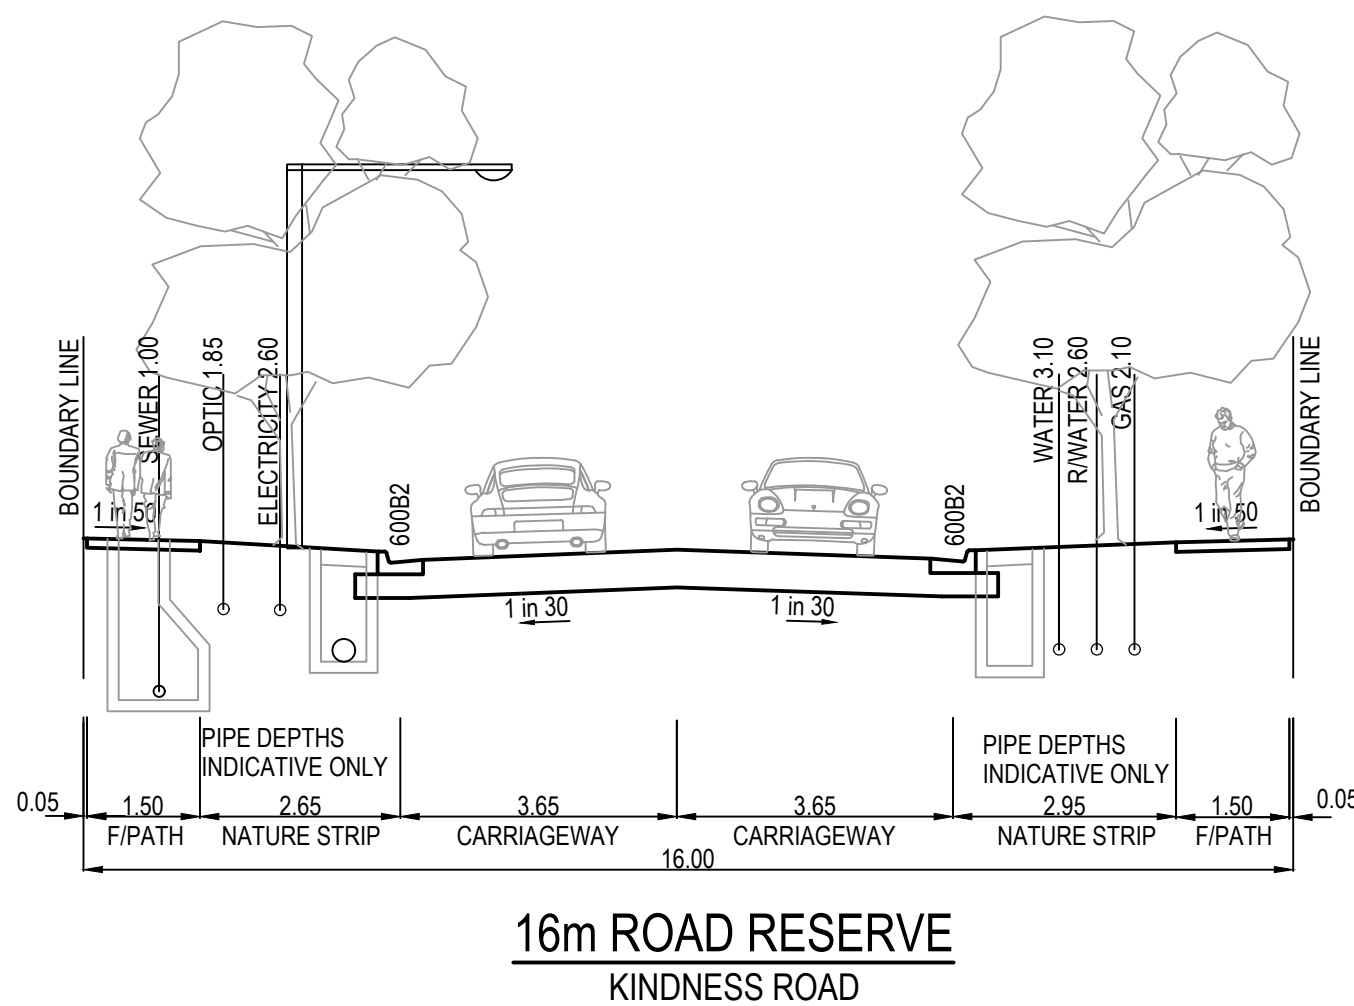 BOUNDARY LINE
SEWER 1.00
OPTIC 1.85
ELECTRICITY 2.60
600B2
600B2
WATER 3.10
R/WATER 2.60
GAS 2.10
BOUNDARY LINE
1 in 50
1 in 50
1 in 30
1 in 30
PIPE DEPTHS
INDICATIVE ONLY
PIPE DEPTHS
INDICATIVE ONLY
0.05 1.50 2.65 3.65 3.65 2.95 1.50 0.05
F/PATH NATURE STRIP CARRIAGEWAY CARRIAGEWAY NATURE STRIP F/PATH
16.00
16m ROAD RESERVE
KINDNESS ROAD